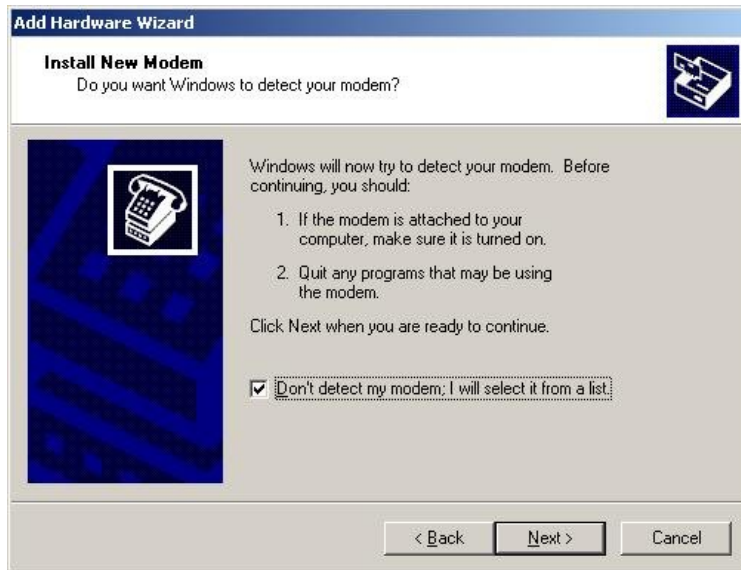 Add Hardware Wizard
Install New Modem
Do you want Windows to detect your modem?
Windows will now try to detect your modem.  Before
continuing, you should:
1. If the modem is attached to your
computer, make sure it is turned on.
2. Quit any programs that may be using
the modem.
Click Next when you are ready to continue.
Don't detect my modem; I will select it from a list.
< Back
Next >
Cancel